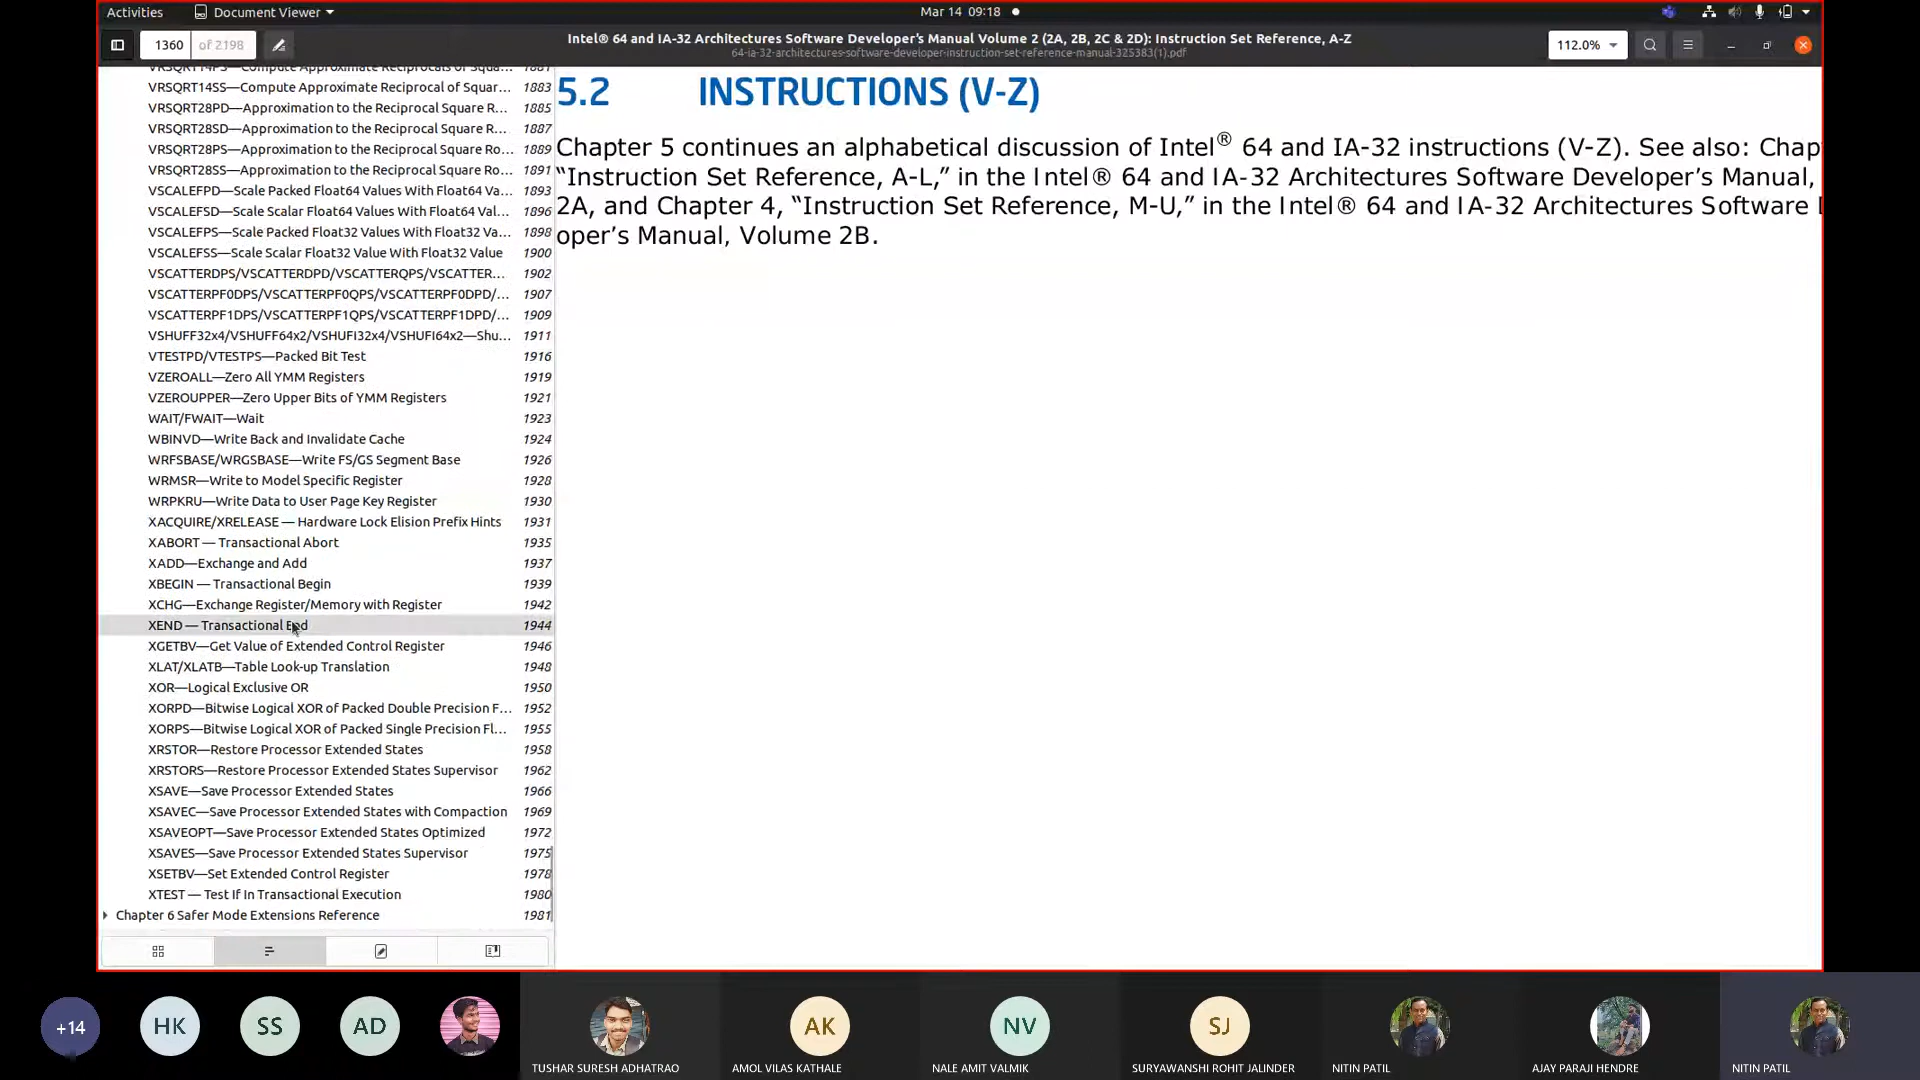 Activities
Document Viewer
Mar 14 09:18
1360 of 2198
Intel® 64 and IA-32 Architectures Software Developer's Manual Volume 2 (2A, 2B, 2C & 2D): Instruction Set Reference, A-Z
64-ia-32-architectures-software-developer-instruction-set-reference-manual-325383(1).pdf
112.0%
VRSQRT14PS—Compute Approximate Reciprocals of Squa... 1881
VRSQRT14SS—Compute Approximate Reciprocal of Squar... 1883
VRSQRT28PD—Approximation to the Reciprocal Square R... 1885
VRSQRT28SD—Approximation to the Reciprocal Square R... 1887
VRSQRT28PS—Approximation to the Reciprocal Square Ro... 1889
VRSQRT28SS—Approximation to the Reciprocal Square Ro... 1891
VSCALEFPD—Scale Packed Float64 Values With Float64 Va... 1893
VSCALEFSD—Scale Scalar Float64 Values With Float64 Val... 1896
VSCALEFPS—Scale Packed Float32 Values With Float32 Va... 1898
VSCALEFSS—Scale Scalar Float32 Value With Float32 Value 1900
VSCATTERDPS/VSCATTERDPD/VSCATTERQPS/VSCATTER... 1902
VSCATTERPF0DPS/VSCATTERPF0QPS/VSCATTERPF0DPD/... 1907
VSCATTERPF1DPS/VSCATTERPF1QPS/VSCATTERPF1DPD/... 1909
VSHUFF32x4/VSHUFF64x2/VSHUFI32x4/VSHUFI64x2—Shu... 1911
VTESTPD/VTESTPS—Packed Bit Test 1916
VZEROALL—Zero All YMM Registers 1919
VZEROUPPER—Zero Upper Bits of YMM Registers 1921
WAIT/FWAIT—Wait 1923
WBINVD—Write Back and Invalidate Cache 1924
WRFSBASE/WRGSBASE—Write FS/GS Segment Base 1926
WRMSR—Write to Model Specific Register 1928
WRPKRU—Write Data to User Page Key Register 1930
XACQUIRE/XRELEASE — Hardware Lock Elision Prefix Hints 1931
XABORT — Transactional Abort 1935
XADD—Exchange and Add 1937
XBEGIN — Transactional Begin 1939
XCHG—Exchange Register/Memory with Register 1942
XEND — Transactional End 1944
XGETBV—Get Value of Extended Control Register 1946
XLAT/XLATB—Table Look-up Translation 1948
XOR—Logical Exclusive OR 1950
XORPD—Bitwise Logical XOR of Packed Double Precision F... 1952
XORPS—Bitwise Logical XOR of Packed Single Precision Fl... 1955
XRSTOR—Restore Processor Extended States 1958
XRSTORS—Restore Processor Extended States Supervisor 1962
XSAVE—Save Processor Extended States 1966
XSAVEC—Save Processor Extended States with Compaction 1969
XSAVEOPT—Save Processor Extended States Optimized 1972
XSAVES—Save Processor Extended States Supervisor 1975
XSETBV—Set Extended Control Register 1978
XTEST — Test If In Transactional Execution 1980
Chapter 6 Safer Mode Extensions Reference 1981
5.2 INSTRUCTIONS (V-Z)
Chapter 5 continues an alphabetical discussion of Intel® 64 and IA-32 instructions (V-Z). See also: Chap
“Instruction Set Reference, A-L,” in the Intel® 64 and IA-32 Architectures Software Developer’s Manual,
2A, and Chapter 4, “Instruction Set Reference, M-U,” in the Intel® 64 and IA-32 Architectures Software D
oper’s Manual, Volume 2B.
+14
HK
SS
AD
TUSHAR SURESH ADHATRAO
AK
AMOL VILAS KATHALE
NV
NALE AMIT VALMIK
SJ
SURYAWANSHI ROHIT JALINDER
NITIN PATIL
AJAY PARAJI HENDRE
NITIN PATIL